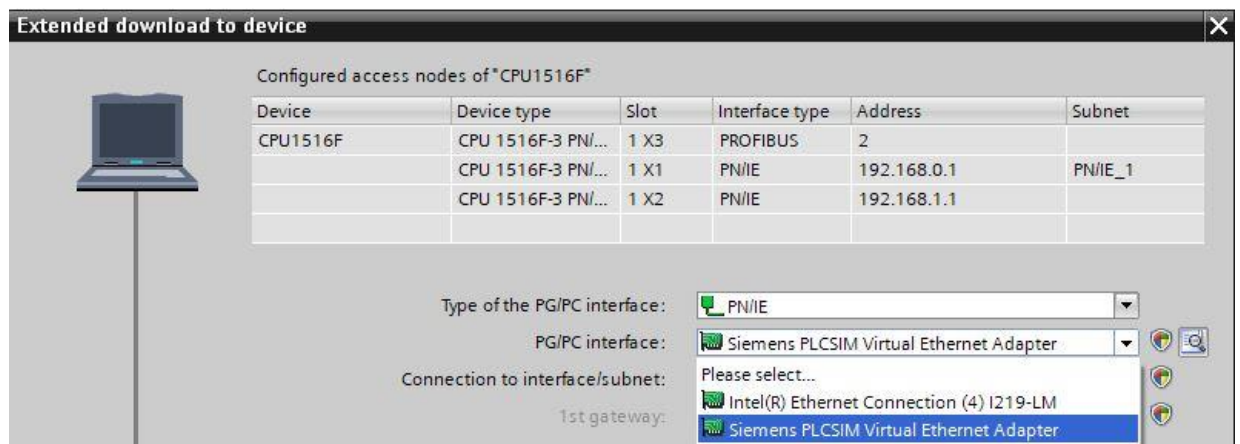 Extended download to device
Configured access nodes of "CPU1516F"
Device Device type Slot Interface type Address Subnet
CPU1516F CPU 1516F-3 PN/... 1 X3 PROFIBUS 2
CPU 1516F-3 PN/... 1 X1 PN/IE 192.168.0.1 PN/IE_1
CPU 1516F-3 PN/... 1 X2 PN/IE 192.168.1.1
Type of the PG/PC interface: PN/IE
PG/PC interface: Siemens PLCSIM Virtual Ethernet Adapter
Connection to interface/subnet: Please select...
Intel(R) Ethernet Connection (4) I219-LM
1st gateway: Siemens PLCSIM Virtual Ethernet Adapter